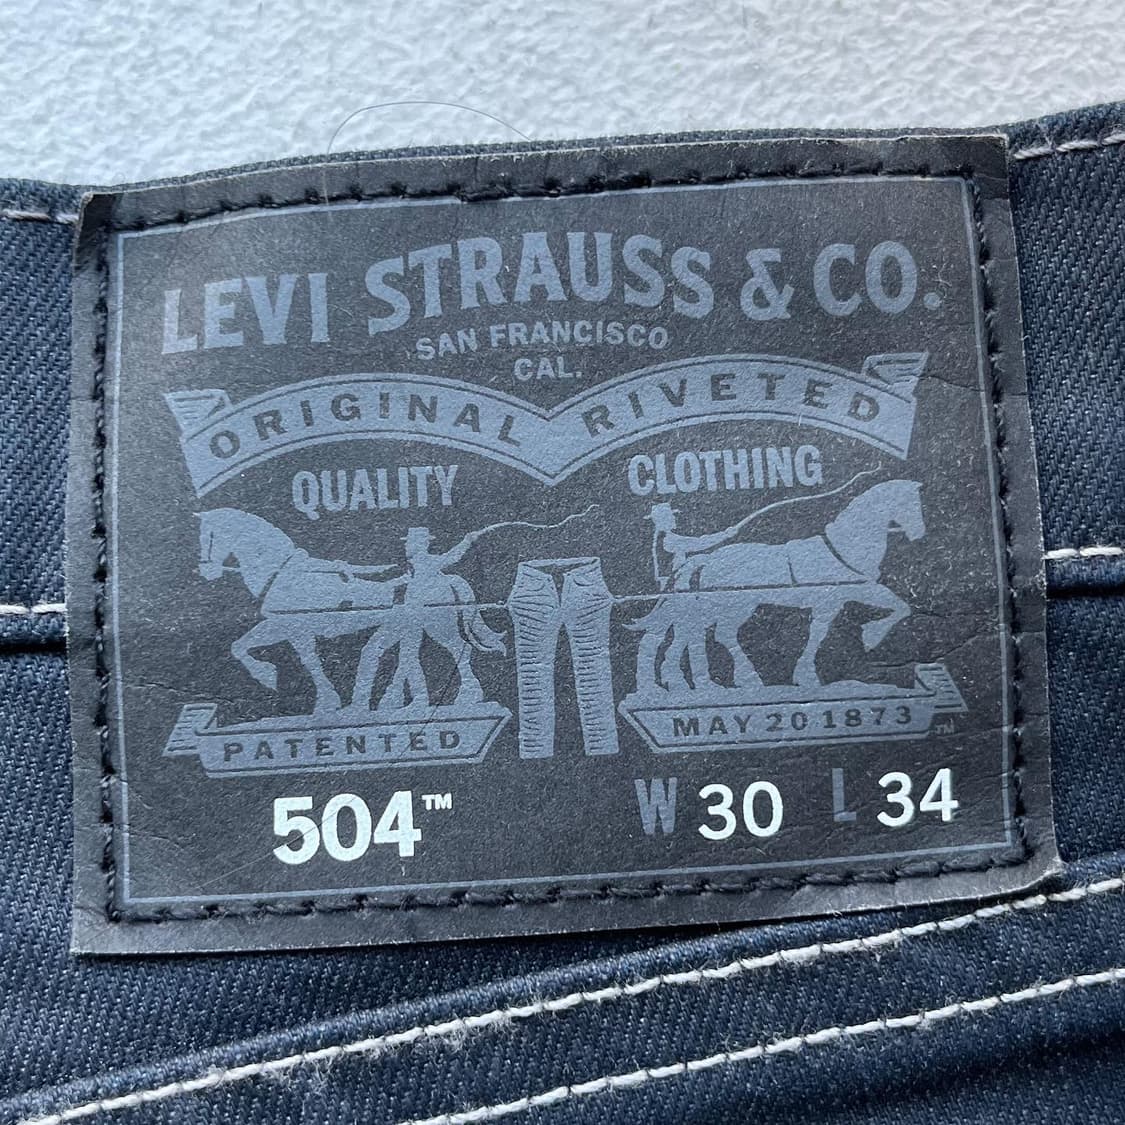 LEVI STRAUSS & CO.
SAN FRANCISCO
CAL.
ORIGINAL RIVETED
QUALITY CLOTHING
PATENTED MAY 20 1873 TM
504™ W 30 L 34